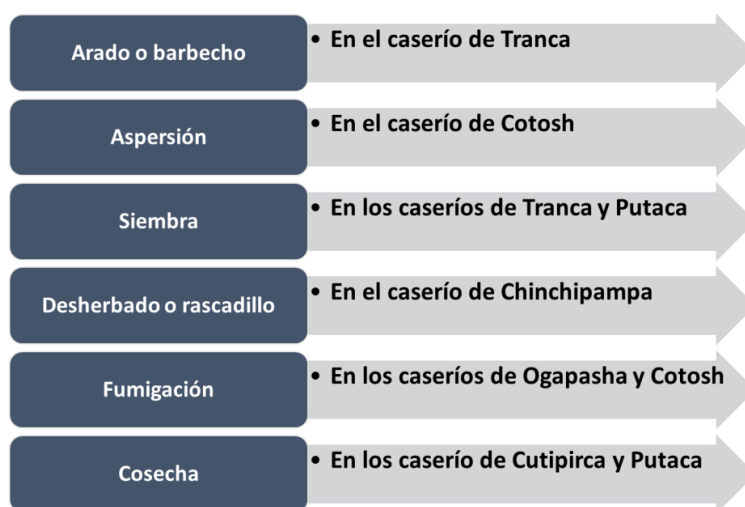 Arado o barbecho
• En el caserío de Tranca
Aspersión
• En el caserío de Cotosh
Siembra
• En los caseríos de Tranca y Putaca
Desherbado o rascadillo
• En el caserío de Chinchipampa
Fumigación
• En los caseríos de Ogapasha y Cotosh
Cosecha
• En los caserío de Cutipirca y Putaca